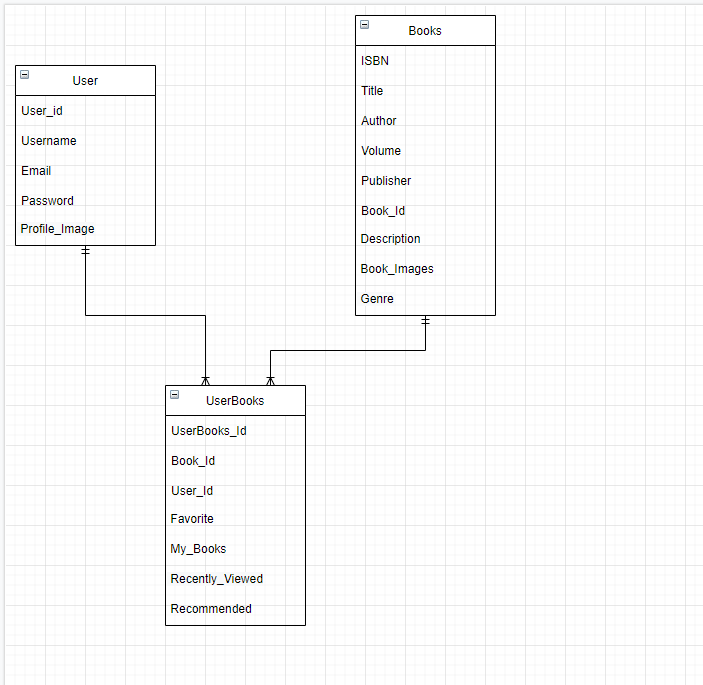 User
User_id
Username
Email
Password
Profile_Image
Books
ISBN
Title
Author
Volume
Publisher
Book_Id
Description
Book_Images
Genre
UserBooks
UserBooks_Id
Book_Id
User_Id
Favorite
My_Books
Recently_Viewed
Recommended